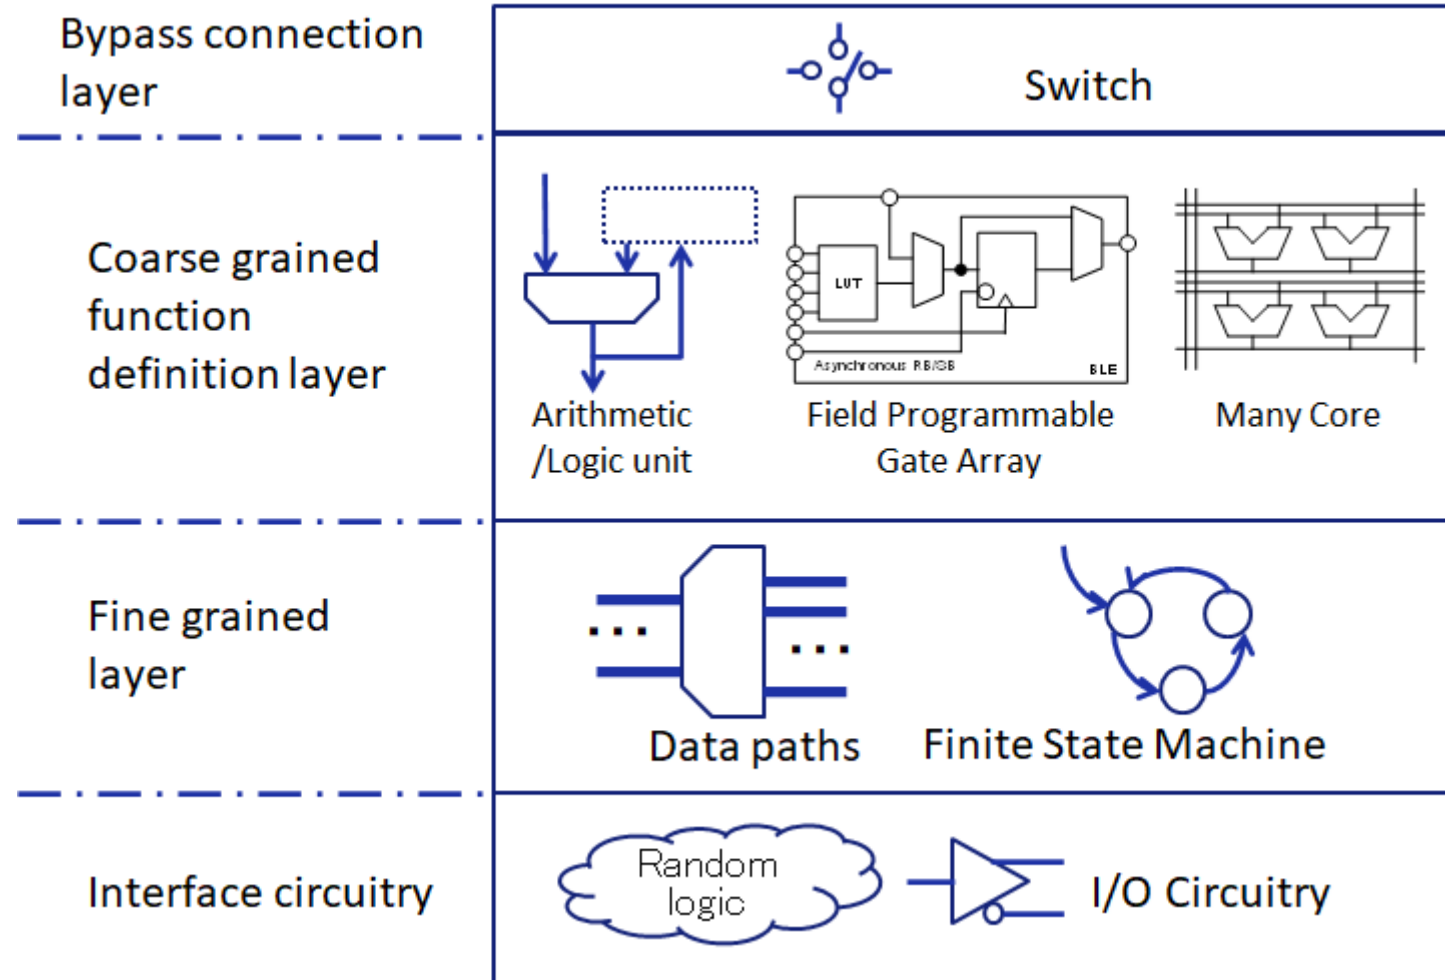 Bypass connection
layer
Switch
Coarse grained
function
definition layer
LUT
Asynchronous RB/SB
BLE
Arithmetic
/Logic unit
Field Programmable
Gate Array
Many Core
Fine grained
layer
...
...
Data paths
Finite State Machine
Interface circuitry
Random
logic
I/O Circuitry